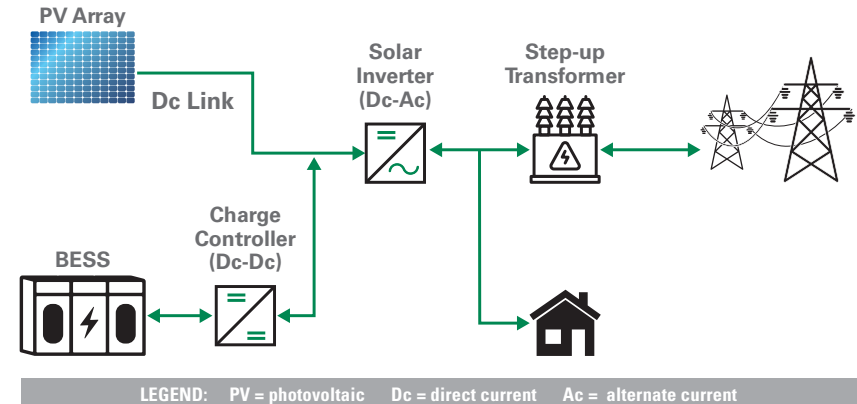 PV Array
Dc Link
Solar
Inverter
(Dc-Ac)
Step-up
Transformer
Charge
Controller
(Dc-Dc)
BESS
LEGEND: PV = photovoltaic Dc = direct current Ac = alternate current